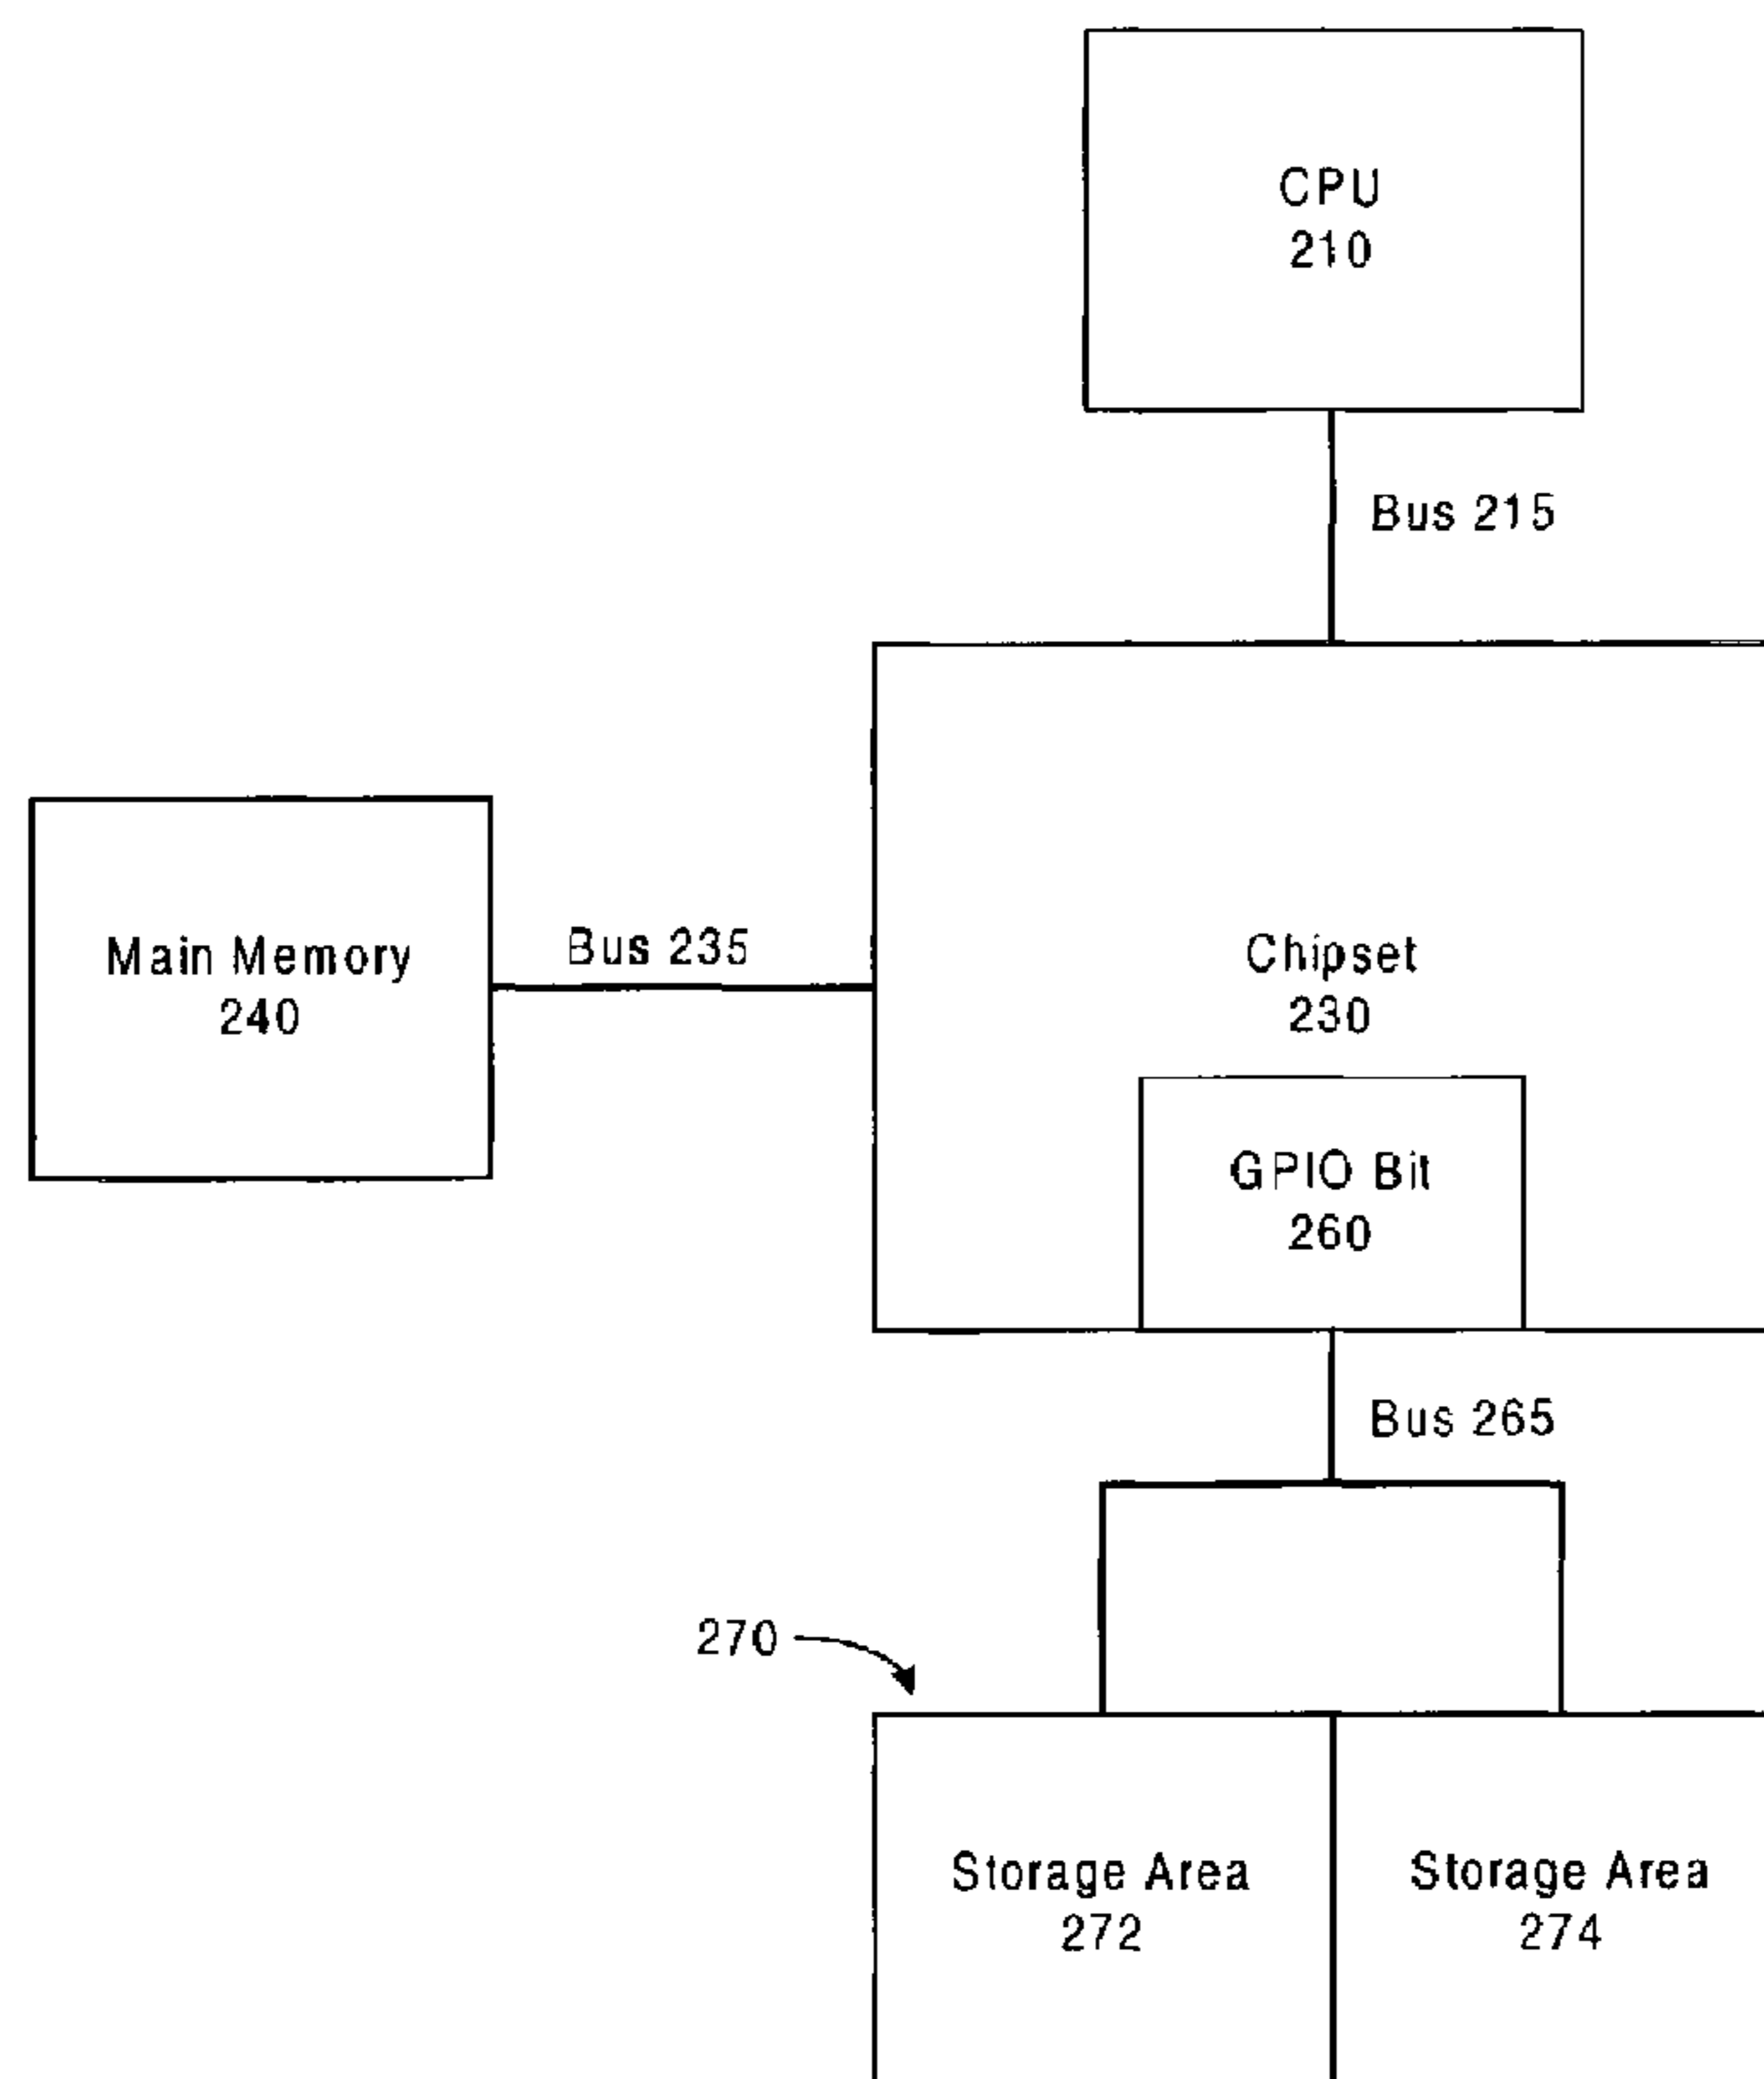 CPU
210
Bus 215
Main Memory
240
Bus 235
Chipset
230
GPIO Bit
260
Bus 265
270
Storage Area
272
Storage Area
274